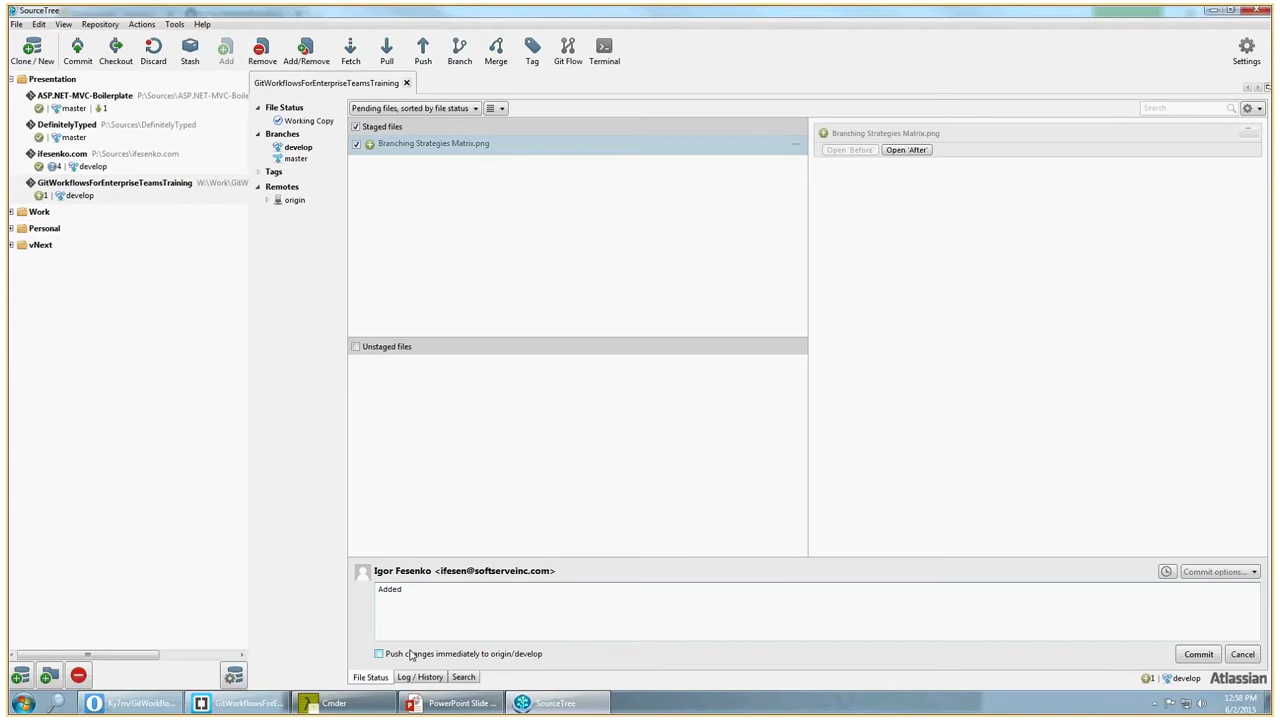 SourceTree
File Edit View Repository Actions Tools Help
Clone / New Commit Checkout Discard Stash Add Remove Add/Remove Fetch Pull Push Branch Merge Tag Git Flow Terminal Settings
Presentation
ASP.NET-MVC-Boilerplate P:\Sources\ASP.NET-MVC-Boile
master 1
DefinitelyTyped P:\Sources\DefinitelyTyped
master
ifesenko.com P:\Sources\ifesenko.com
4 develop
GitWorkflowsForEnterpriseTeamsTraining W:\Work\GitW
1 develop
Work
Personal
vNext
GitWorkflowsForEnterpriseTeamsTraining
File Status
Working Copy
Branches
develop
master
Tags
Remotes
origin
Pending files, sorted by file status
Search
Staged files
Branching Strategies Matrix.png
Unstaged files
Branching Strategies Matrix.png
Open 'Before' Open 'After'
Igor Fesenko <ifesen@softserveinc.com>
Commit options...
Added
Push changes immediately to origin/develop
Commit Cancel
File Status Log / History Search
1 develop Atlassian
Ky7m/GitWorkflo... GitWorkflowsForE... Cmder PowerPoint Slide ... SourceTree
12:58 PM
6/2/2015